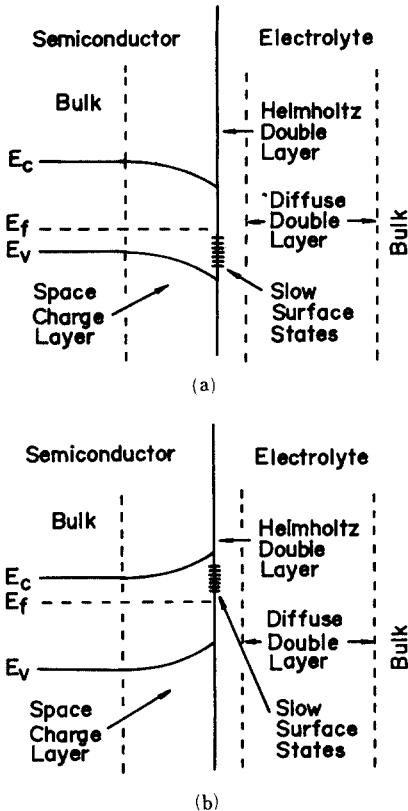 Semiconductor Electrolyte
Bulk
Helmholtz
Double
Layer
Ec
Diffuse
Double
Layer
Ef
Ev
Bulk
Space
Charge
Layer
Slow
Surface
States
(a)
Semiconductor Electrolyte
Bulk
Helmholtz
Double
Layer
Ec
Ef
Diffuse
Double
Layer
Ev
Bulk
Space
Charge
Layer
Slow
Surface
States
(b)